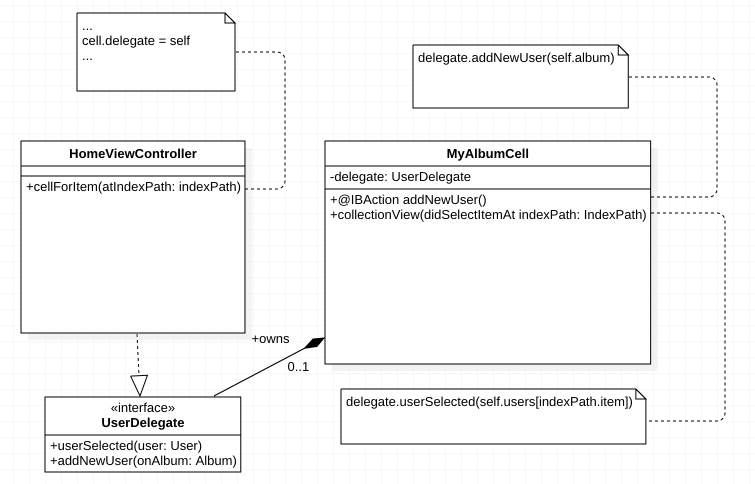 ...
cell.delegate = self
...
delegate.addNewUser(self.album)
HomeViewController
+cellForItem(atIndexPath: indexPath)
MyAlbumCell
-delegate: UserDelegate
+@IBAction addNewUser()
+collectionView(didSelectItemAt indexPath: IndexPath)
+owns
0..1
«interface»
UserDelegate
+userSelected(user: User)
+addNewUser(onAlbum: Album)
delegate.userSelected(self.users[indexPath.item])